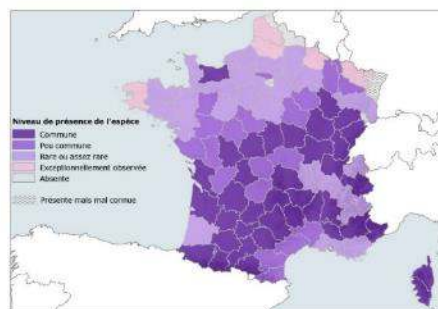 Niveau de présence de l'espèce
Commune
Peu commune
Rare ou assez rare
Exceptionnellement observée
Absente
Présente mais mal connue